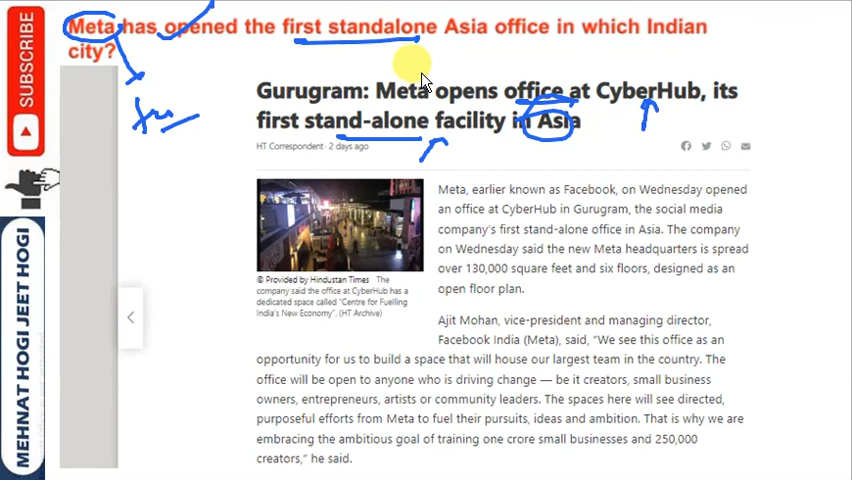 Meta has opened the first standalone Asia office in which Indian
city?
SUBSCRIBE
Gurugram: Meta opens office at CyberHub, its
first stand-alone facility in Asia
HT Correspondent · 2 days ago
Meta, earlier known as Facebook, on Wednesday opened
an office at CyberHub in Gurugram, the social media
company's first stand-alone office in Asia. The company
on Wednesday said the new Meta headquarters is spread
over 130,000 square feet and six floors, designed as an
open floor plan.
© Provided by Hindustan Times The
company said the office at CyberHub has a
dedicated space called "Centre for Fuelling
India's New Economy". (HT Archive)
Ajit Mohan, vice-president and managing director,
Facebook India (Meta), said, "We see this office as an
opportunity for us to build a space that will house our largest team in the country. The
office will be open to anyone who is driving change — be it creators, small business
owners, entrepreneurs, artists or community leaders. The spaces here will see directed,
purposeful efforts from Meta to fuel their pursuits, ideas and ambition. That is why we are
embracing the ambitious goal of training one crore small businesses and 250,000
creators," he said.
MEHNAT HOGI JEET HOGI